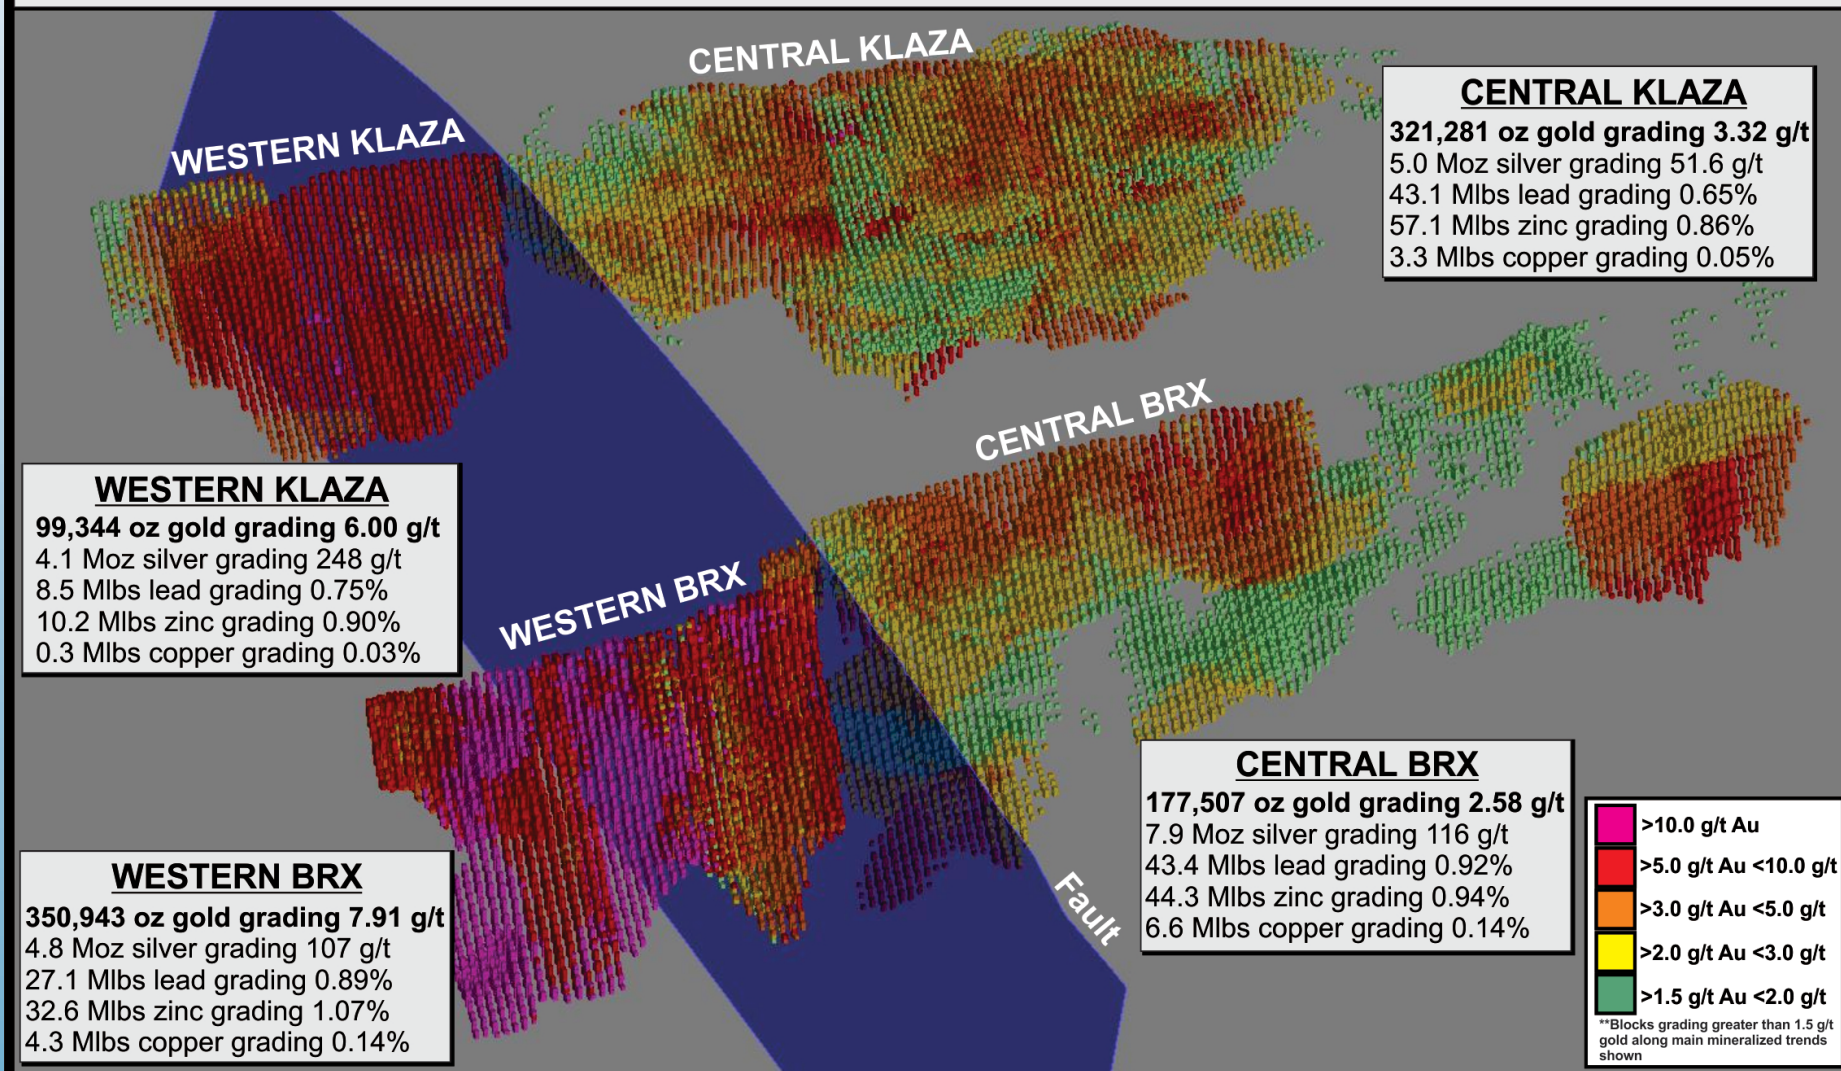 CENTRAL KLAZA
WESTERN KLAZA
CENTRAL KLAZA
321,281 oz gold grading 3.32 g/t
5.0 Moz silver grading 51.6 g/t
43.1 Mlbs lead grading 0.65%
57.1 Mlbs zinc grading 0.86%
3.3 Mlbs copper grading 0.05%
CENTRAL BRX
WESTERN KLAZA
99,344 oz gold grading 6.00 g/t
4.1 Moz silver grading 248 g/t
8.5 Mlbs lead grading 0.75%
10.2 Mlbs zinc grading 0.90%
0.3 Mlbs copper grading 0.03%
WESTERN BRX
CENTRAL BRX
177,507 oz gold grading 2.58 g/t
7.9 Moz silver grading 116 g/t
43.4 Mlbs lead grading 0.92%
44.3 Mlbs zinc grading 0.94%
6.6 Mlbs copper grading 0.14%
WESTERN BRX
350,943 oz gold grading 7.91 g/t
4.8 Moz silver grading 107 g/t
27.1 Mlbs lead grading 0.89%
32.6 Mlbs zinc grading 1.07%
4.3 Mlbs copper grading 0.14%
Fault
>10.0 g/t Au
>5.0 g/t Au <10.0 g/t
>3.0 g/t Au <5.0 g/t
>2.0 g/t Au <3.0 g/t
>1.5 g/t Au <2.0 g/t
**Blocks grading greater than 1.5 g/t
gold along main mineralized trends
shown